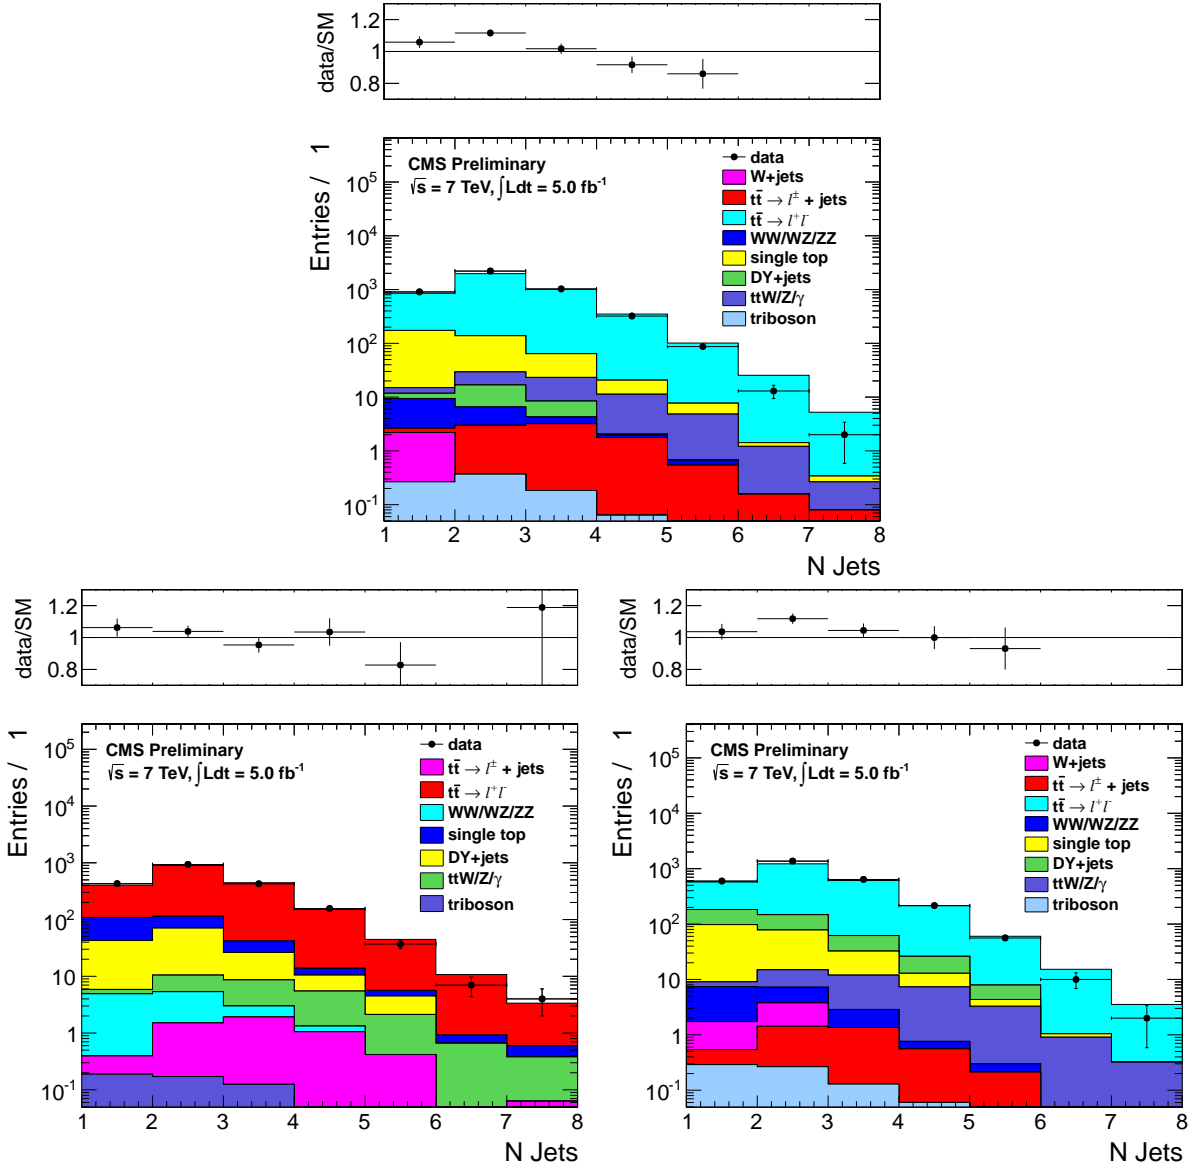 1.2
1
0.8
data/SM
CMS Preliminary
√s = 7 TeV, ∫Ldt = 5.0 fb⁻¹
data
W+jets
tt̄ → l± + jets
tt̄ → l⁺l⁻
WW/WZ/ZZ
single top
DY+jets
ttW/Z/γ
triboson
Entries / 1
10⁵
10⁴
10³
10²
10
1
10⁻¹
1 2 3 4 5 6 7 8
N Jets
1.2
1
0.8
data/SM
CMS Preliminary
√s = 7 TeV, ∫Ldt = 5.0 fb⁻¹
data
tt̄ → l± + jets
tt̄ → l⁺l⁻
WW/WZ/ZZ
single top
DY+jets
ttW/Z/γ
triboson
Entries / 1
10⁵
10⁴
10³
10²
10
1
10⁻¹
1 2 3 4 5 6 7 8
N Jets
1.2
1
0.8
data/SM
CMS Preliminary
√s = 7 TeV, ∫Ldt = 5.0 fb⁻¹
data
W+jets
tt̄ → l± + jets
tt̄ → l⁺l⁻
WW/WZ/ZZ
single top
DY+jets
ttW/Z/γ
triboson
Entries / 1
10⁵
10⁴
10³
10²
10
1
10⁻¹
1 2 3 4 5 6 7 8
N Jets